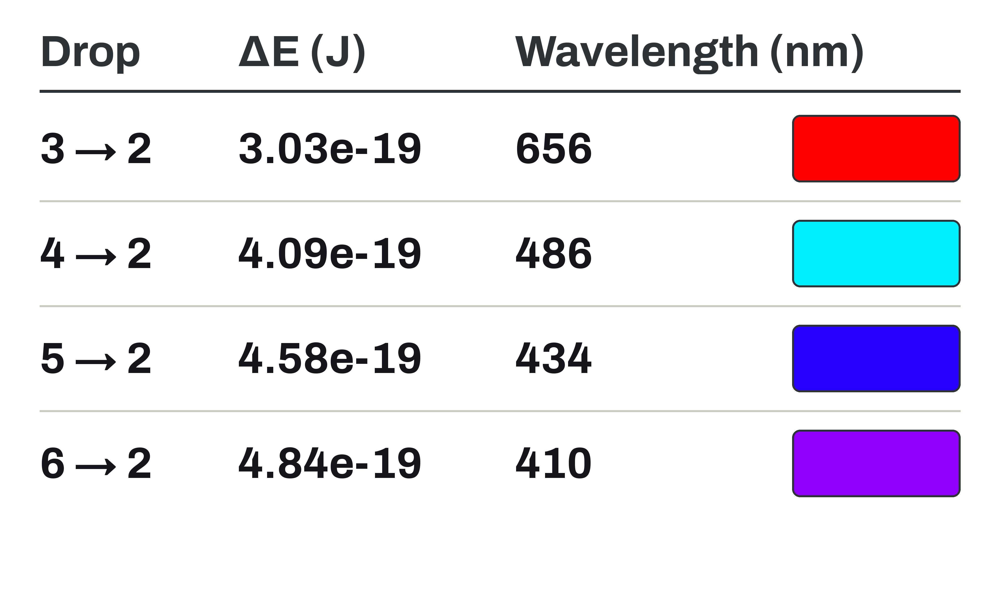 Drop ΔE (J) Wavelength (nm)
3 → 2 3.03e-19 656
4 → 2 4.09e-19 486
5 → 2 4.58e-19 434
6 → 2 4.84e-19 410